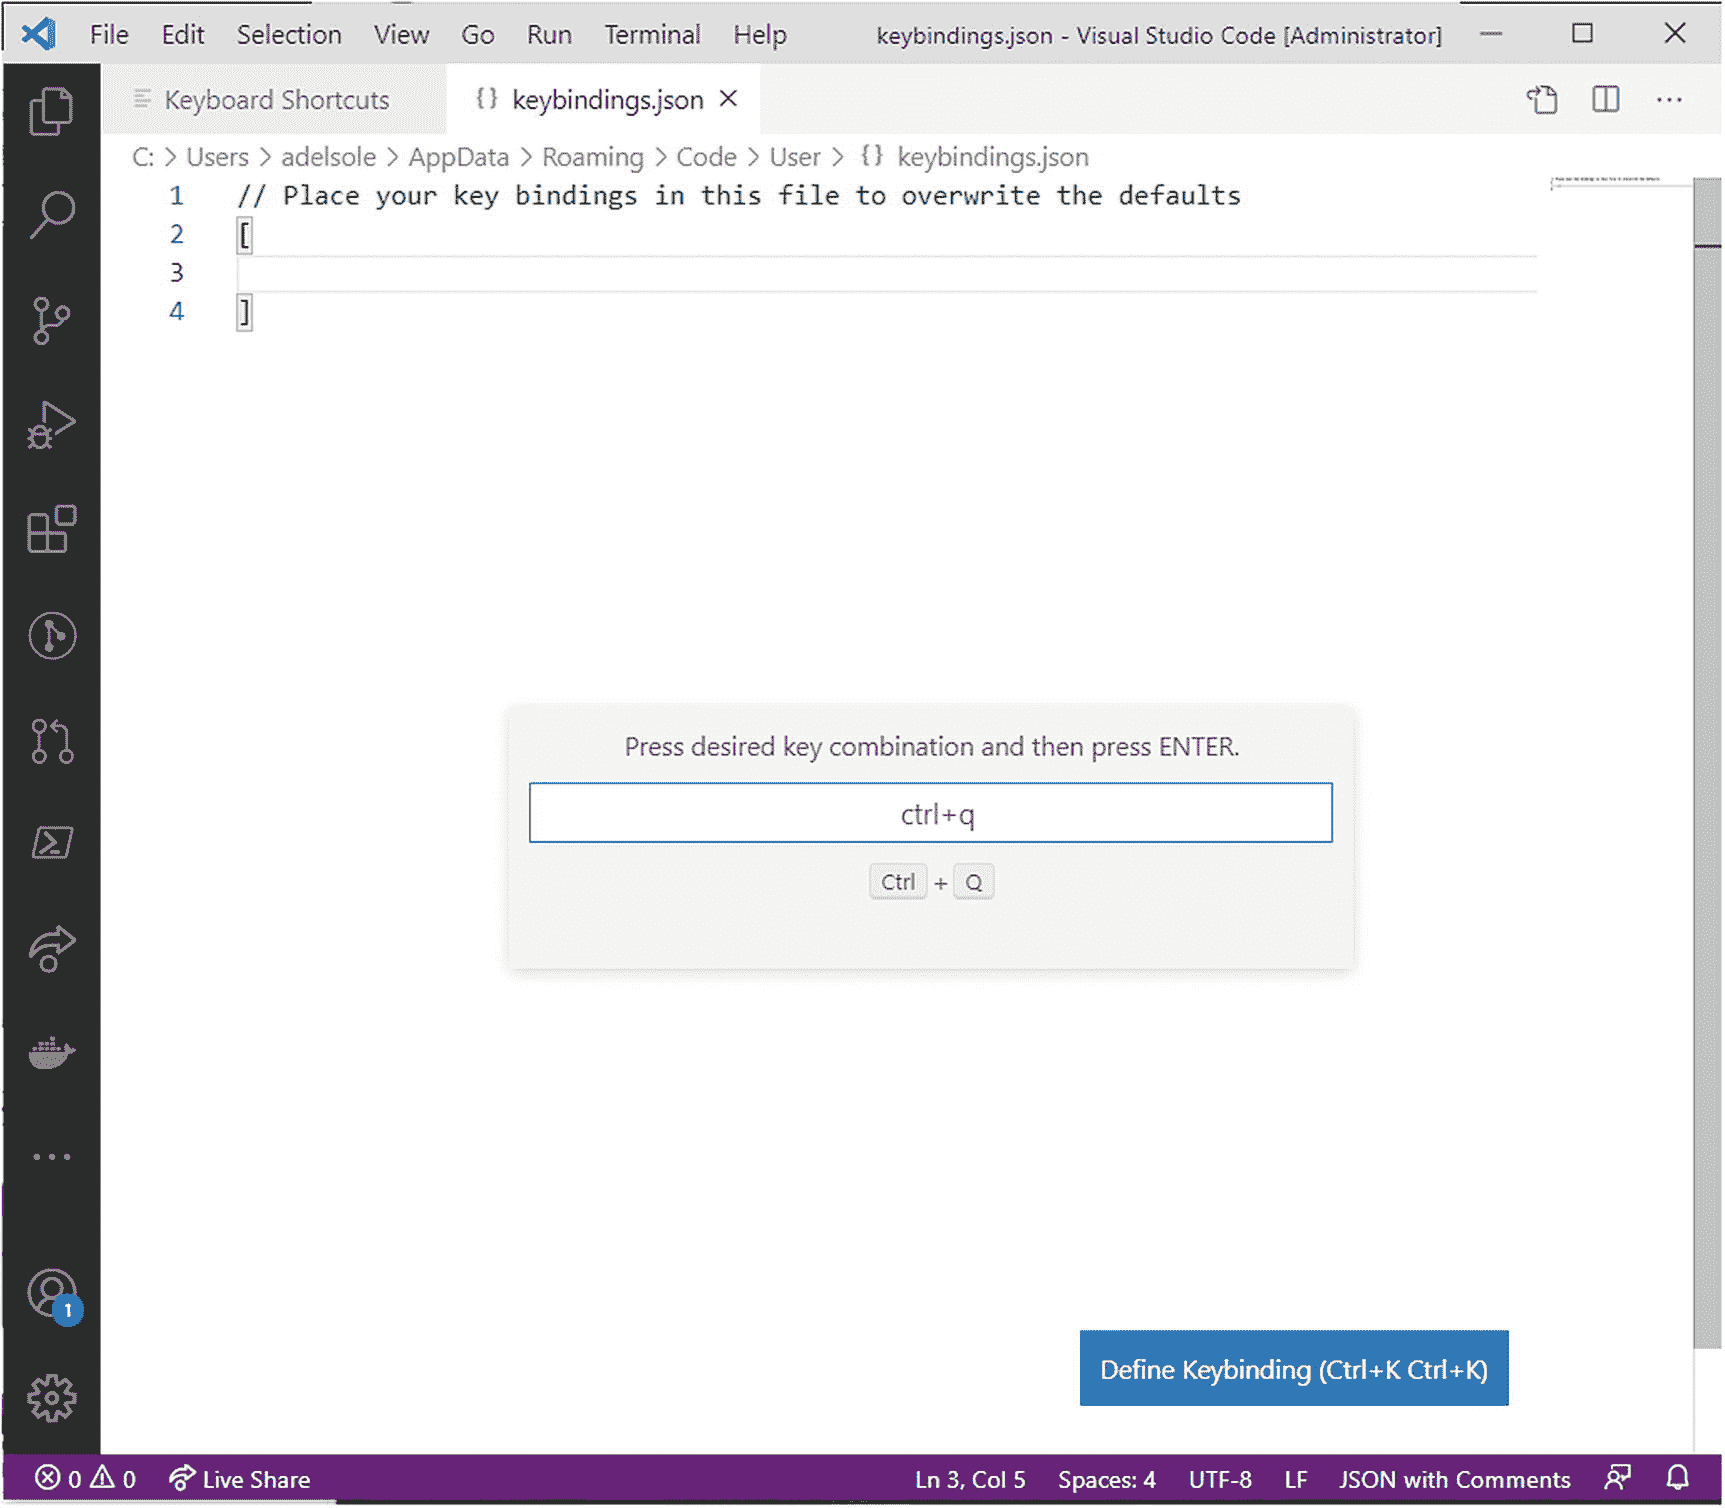 File Edit Selection View Go Run Terminal Help keybindings.json - Visual Studio Code [Administrator]
Keyboard Shortcuts {} keybindings.json
C: > Users > adelsole > AppData > Roaming > Code > User > {} keybindings.json
1 // Place your key bindings in this file to overwrite the defaults
2 [
3
4 ]
Press desired key combination and then press ENTER.
ctrl+q
Ctrl + Q
1
Define Keybinding (Ctrl+K Ctrl+K)
0 0 Live Share Ln 3, Col 5 Spaces: 4 UTF-8 LF JSON with Comments